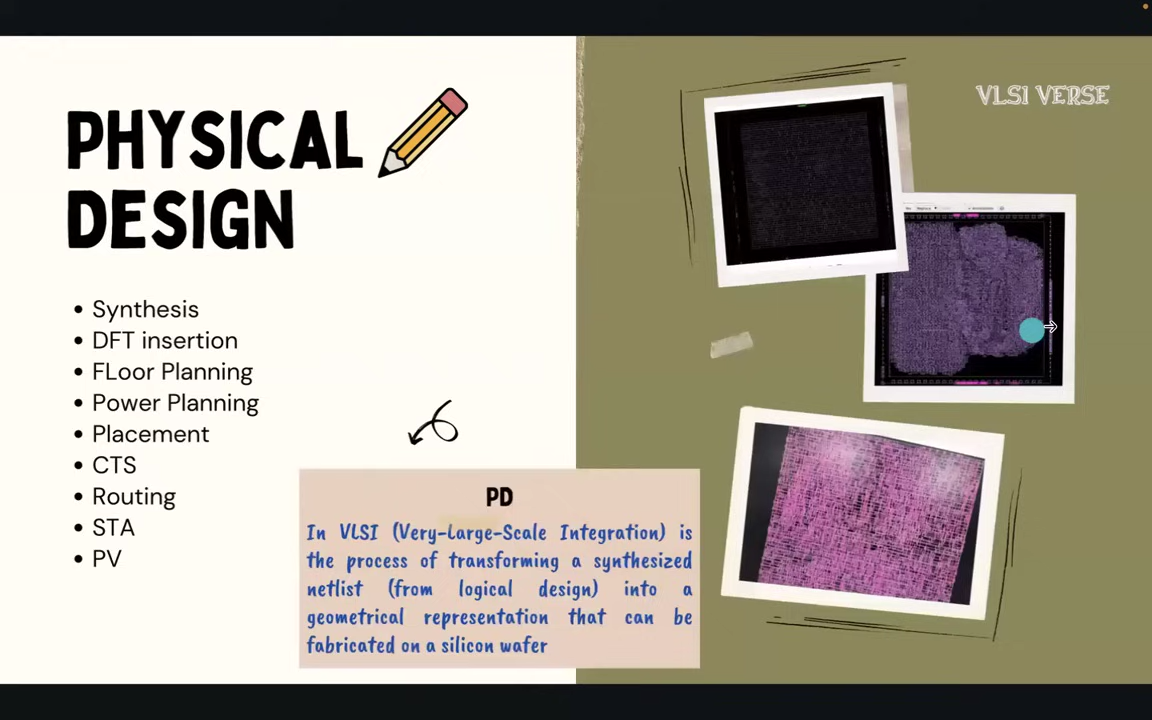 PHYSICAL
DESIGN
VLSI VERSE
• Synthesis
• DFT insertion
• FLoor Planning
• Power Planning
• Placement
• CTS
• Routing
• STA
• PV
PD
In VLSI (Very-Large-Scale Integration) is
the process of transforming a synthesized
netlist (from logical design) into a
geometrical representation that can be
fabricated on a silicon wafer